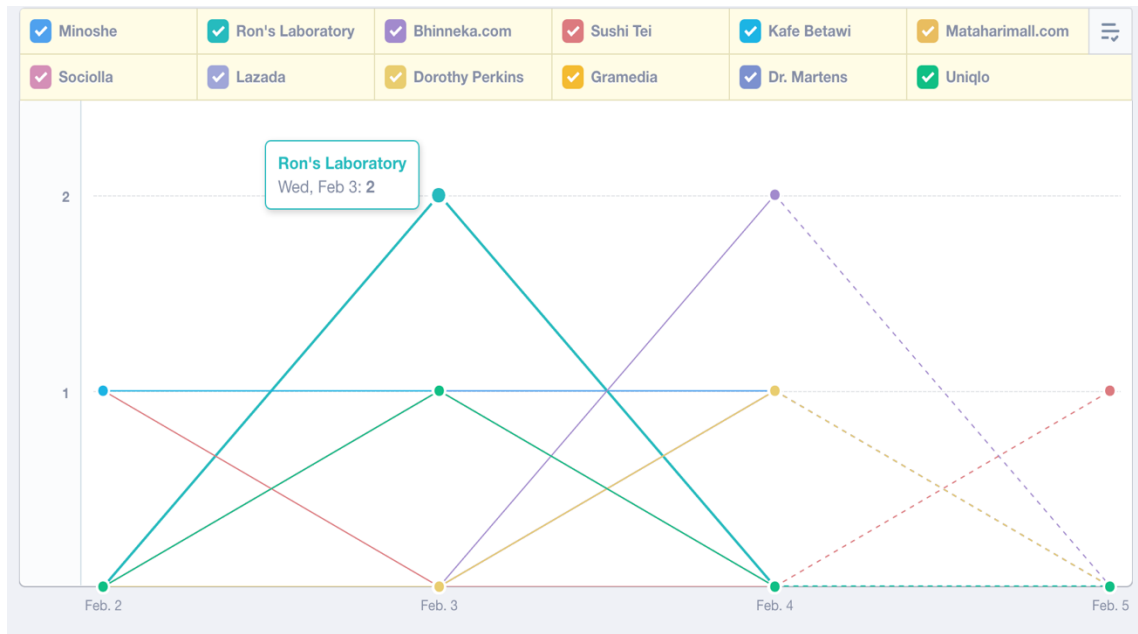 Minoshe Ron's Laboratory Bhinneka.com Sushi Tei Kafe Betawi Mataharimall.com
Sociolla Lazada Dorothy Perkins Gramedia Dr. Martens Uniqlo
Ron's Laboratory
Wed, Feb 3: 2
2
1
Feb. 2 Feb. 3 Feb. 4 Feb. 5